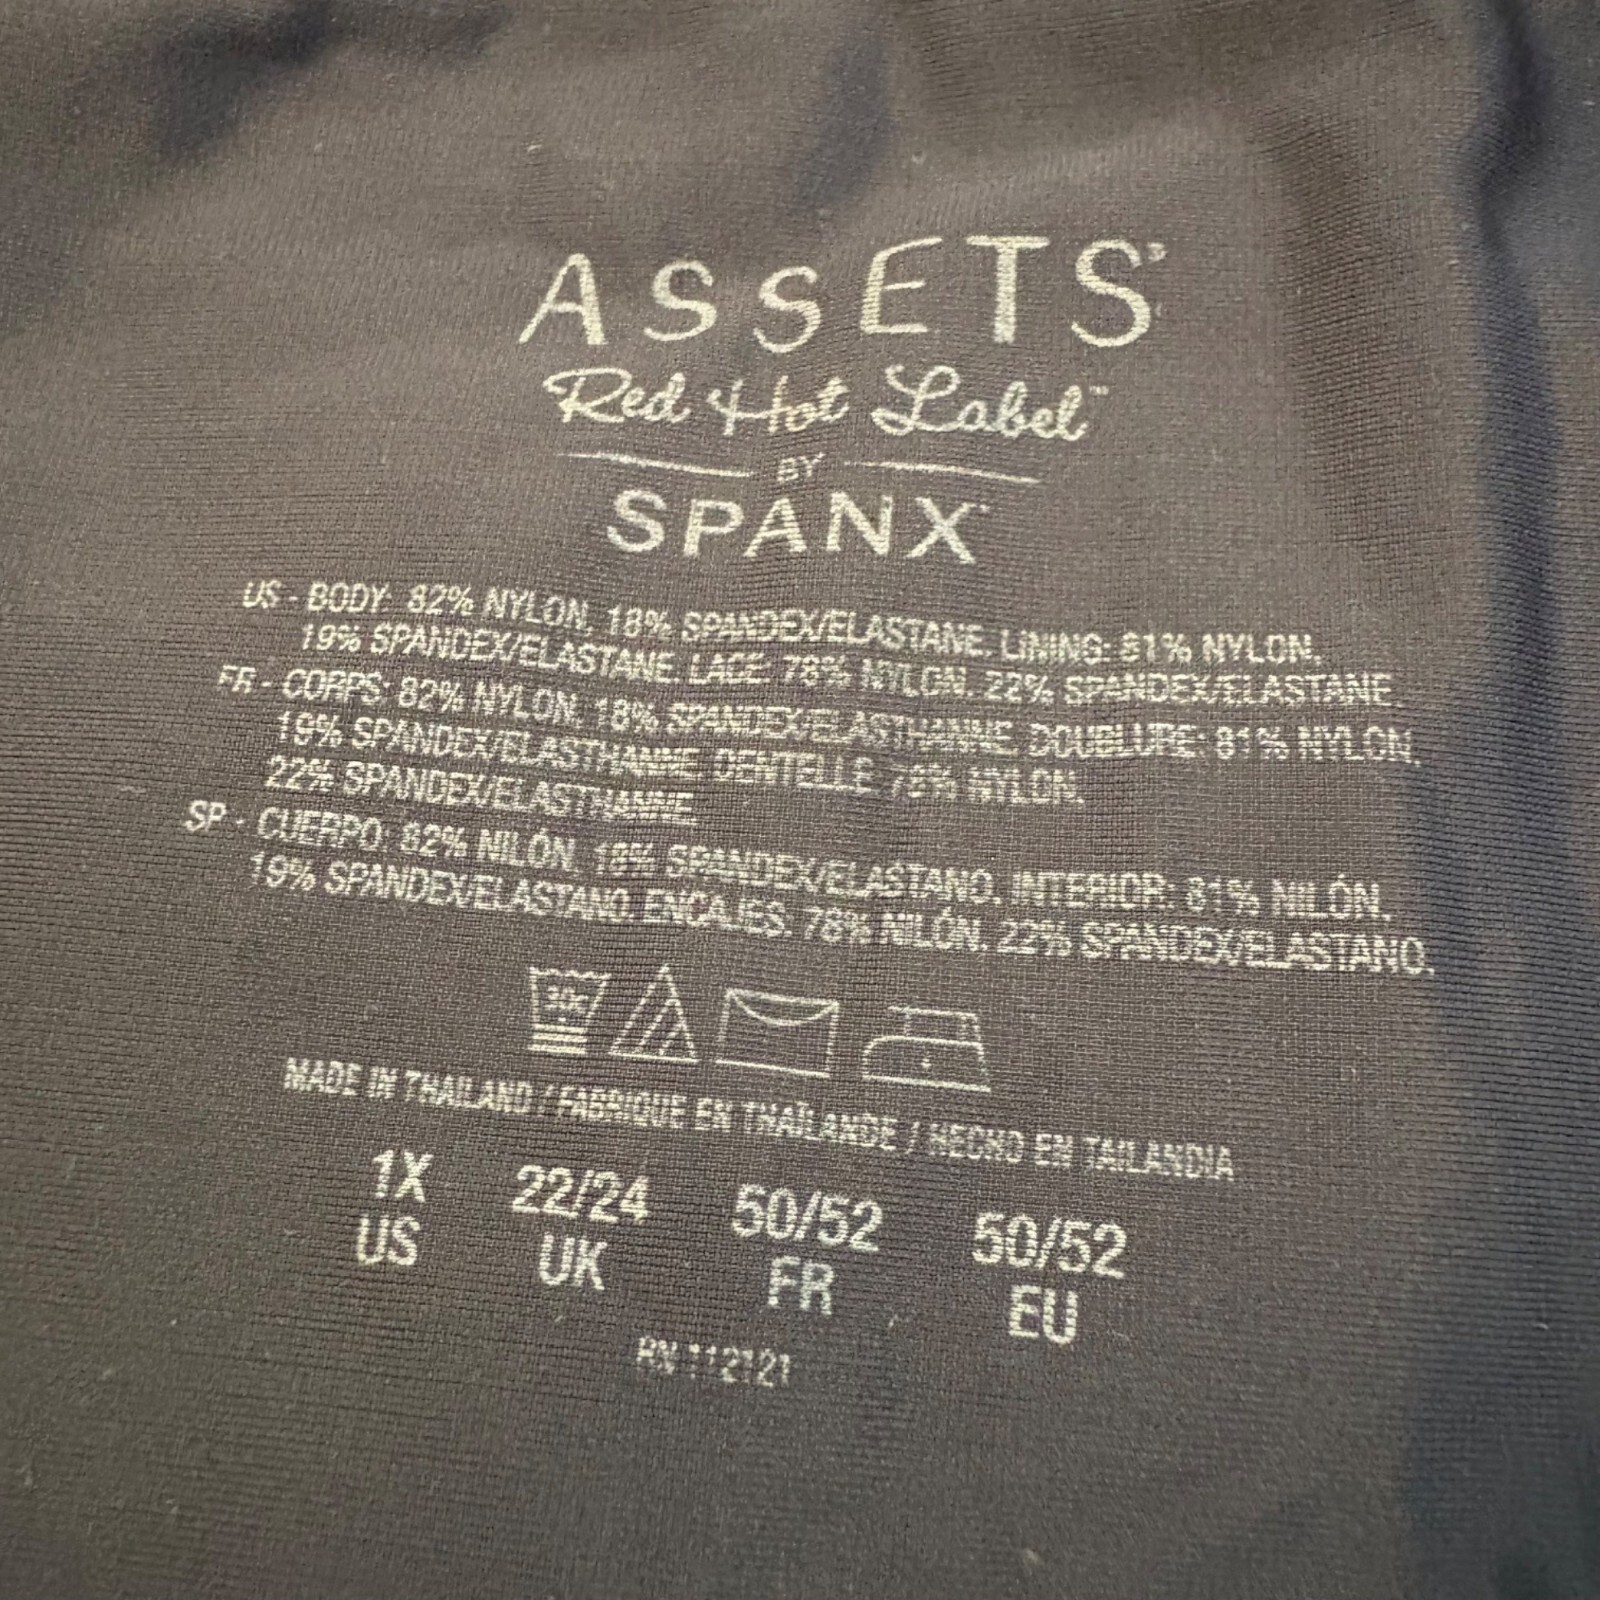 ASSETS®
Red Hot Label™
BY
SPANX
US - BODY: 82% NYLON, 18% SPANDEX/ELASTANE. LINING: 81% NYLON,
19% SPANDEX/ELASTANE. LACE: 78% NYLON, 22% SPANDEX/ELASTANE
FR - CORPS: 82% NYLON, 18% SPANDEX/ELASTHANNE DOUBLURE: 81% NYLON,
19% SPANDEX/ELASTHANNE DENTELLE 78% NYLON,
22% SPANDEX/ELASTHANNE
SP - CUERPO: 82% NILÓN, 18% SPANDEX/ELASTANO. INTERIOR: 81% NILÓN,
19% SPANDEX/ELASTANO. ENCAJES: 78% NILÓN, 22% SPANDEX/ELASTANO.
30c
MADE IN THAILAND / FABRIQUE EN THAÏLANDE / HECHO EN TAILANDIA
1X 22/24 50/52 50/52
US UK FR EU
RN 112121